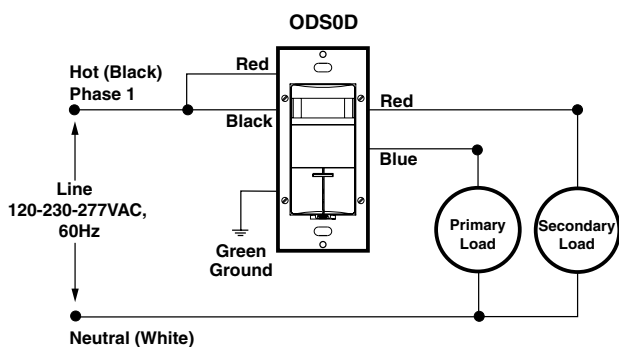 ODS0D
Hot (Black)
Phase 1
Red
Black
Red
Blue
Line
120-230-277VAC,
60Hz
Green
Ground
Primary
Load
Secondary
Load
Neutral (White)